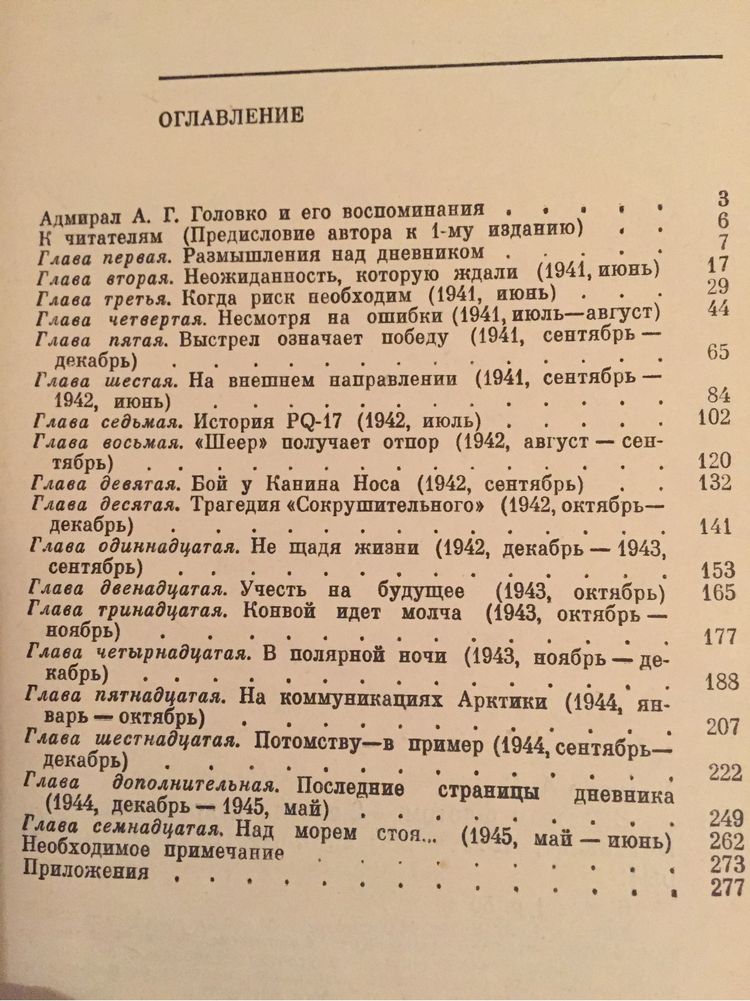 ОГЛАВЛЕНИЕ
Адмирал А. Г. Головко и его воспоминания . . . . . 3
К читателям (Предисловие автора к 1-му изданию) . . 6
Глава первая. Размышления над дневником . . . . . 7
Глава вторая. Неожиданность, которую ждали (1941, июнь) 17
Глава третья. Когда риск необходим (1941, июнь) . . . 29
Глава четвертая. Несмотря на ошибки (1941, июль—август) 44
Глава пятая. Выстрел означает победу (1941, сентябрь —
декабрь) . . . . . . . . . . . . 65
Глава шестая. На внешнем направлении (1941, сентябрь —
1942, июнь) . . . . . . . . . . . 84
Глава седьмая. История PQ-17 (1942, июль) . . . . . 102
Глава восьмая. «Шеер» получает отпор (1942, август — сен-
тябрь) . . . . . . . . . . . . . 120
Глава девятая. Бой у Канина Носа (1942, сентябрь) . . 132
Глава десятая. Трагедия «Сокрушительного» (1942, октябрь—
декабрь) . . . . . . . . . . . . 141
Глава одиннадцатая. Не щадя жизни (1942, декабрь — 1943,
сентябрь) . . . . . . . . . . . . 153
Глава двенадцатая. Учесть на будущее (1943, октябрь) 165
Глава тринадцатая. Конвой идет молча (1943, октябрь —
ноябрь) . . . . . . . . . . . . . 177
Глава четырнадцатая. В полярной ночи (1943, ноябрь — де-
кабрь) . . . . . . . . . . . . . 188
Глава пятнадцатая. На коммуникациях Арктики (1944, ян-
варь — октябрь) . . . . . . . . . . 207
Глава шестнадцатая. Потомству—в пример (1944, сентябрь—
декабрь) . . . . . . . . . . . . 222
Глава дополнительная. Последние страницы дневника
(1944, декабрь — 1945, май) . . . . . . . 249
Глава семнадцатая. Над морем стоя... (1945, май — июнь) 262
Необходимое примечание . . . . . . . . . 273
Приложения . . . . . . . . . . . . . 277